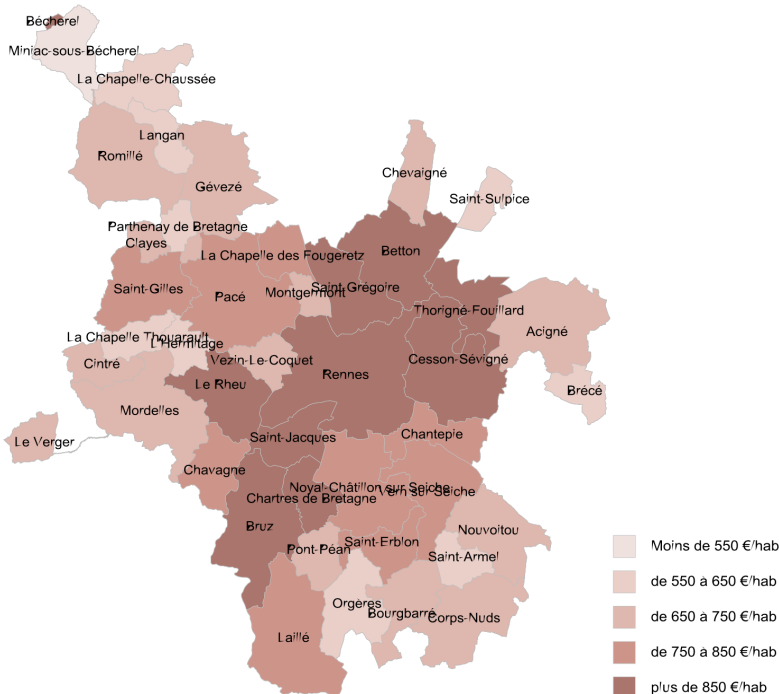 Bécherel
Miniac-sous-Bécherel
La Chapelle-Chaussée
Langan
Romillé
Gévezé
Chevaigné
Saint-Sulpice
Parthenay de Bretagne
Clayes
Betton
La Chapelle des Fougeretz
Saint-Grégoire
Saint-Gilles
Pacé
Montgermont
Thorigné-Fouillard
Acigné
La Chapelle Thouarault
L'Hermitage
Cintré
Vezin-Le-Coquet
Cesson-Sévigné
Rennes
Le Rheu
Brécé
Mordelles
Le Verger
Saint-Jacques
Chantepie
Chavagne
Noyal-Châtillon sur Seiche
Vern sur Seiche
Chartres de Bretagne
Bruz
Nouvoitou
Pont-Péan
Saint-Erblon
Saint-Armel
Orgères
Bourgbarré
Corps-Nuds
Laillé
Moins de 550 €/hab
de 550 à 650 €/hab
de 650 à 750 €/hab
de 750 à 850 €/hab
plus de 850 €/hab